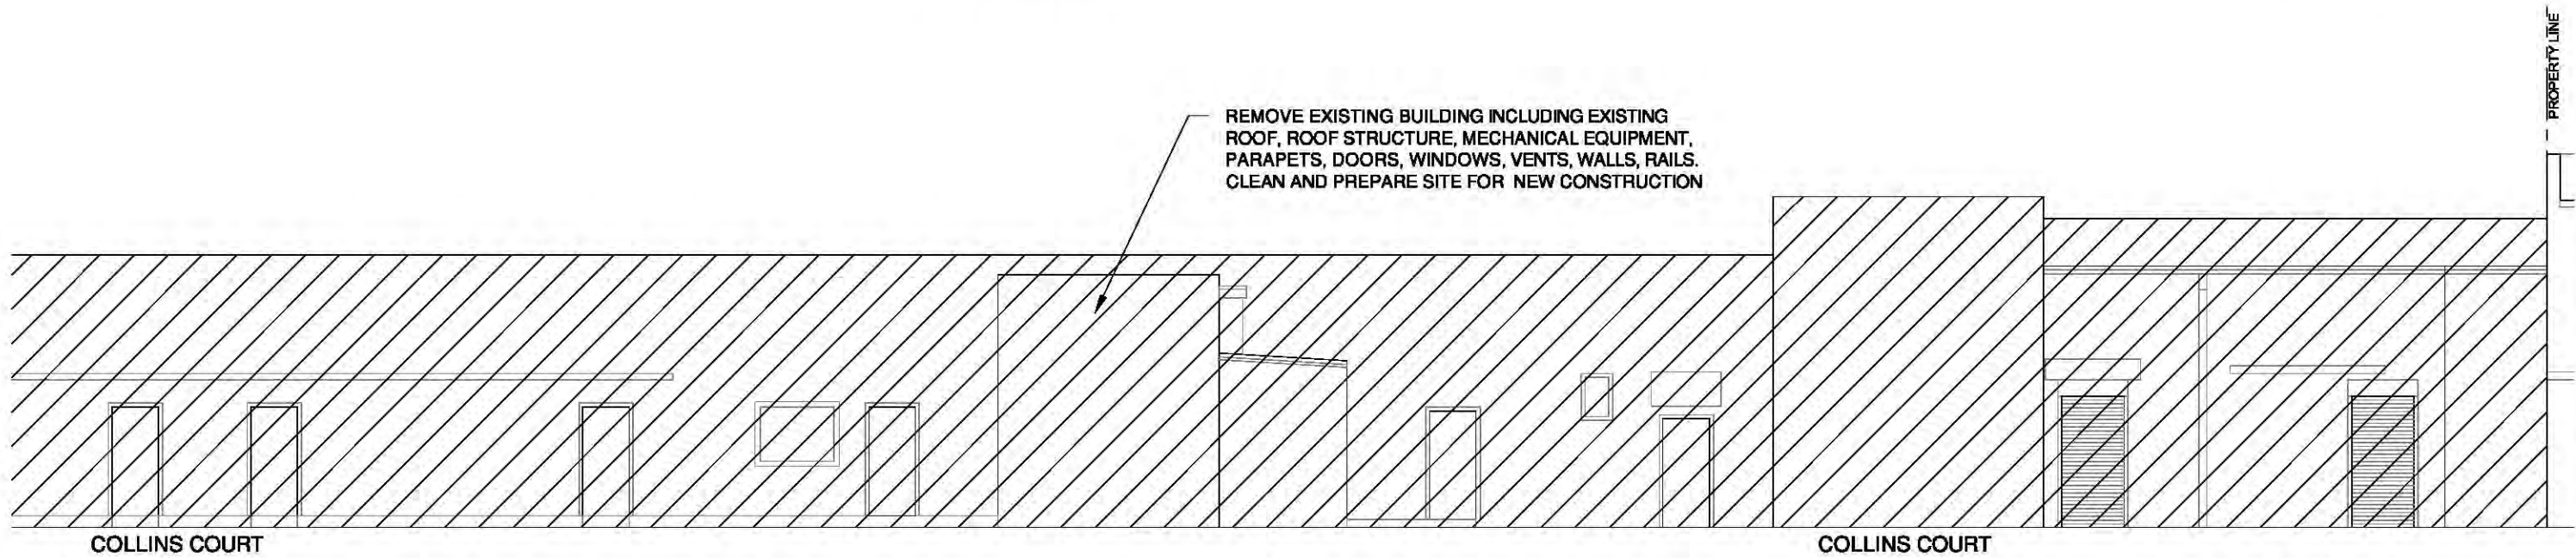 PROPERTY LINE
REMOVE EXISTING BUILDING INCLUDING EXISTING
ROOF, ROOF STRUCTURE, MECHANICAL EQUIPMENT,
PARAPETS, DOORS, WINDOWS, VENTS, WALLS, RAILS.
CLEAN AND PREPARE SITE FOR NEW CONSTRUCTION
COLLINS COURT
COLLINS COURT